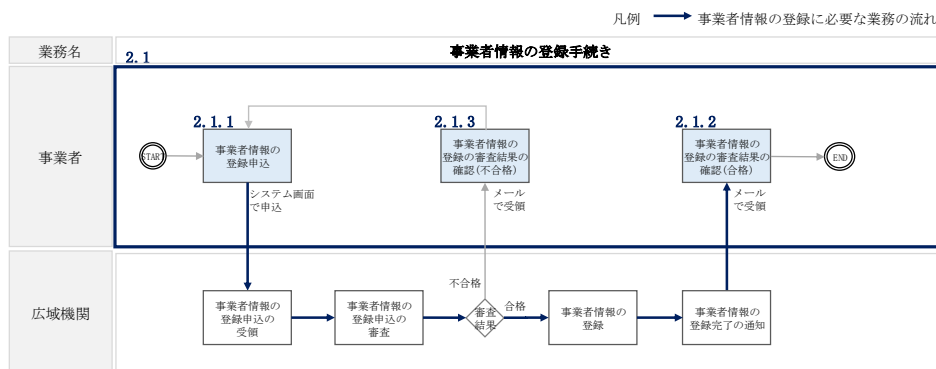 凡例 事業者情報の登録に必要な業務の流れ
業務名
2.1
事業者情報の登録手続き
事業者
START
2.1.1
事業者情報の
登録申込
2.1.3
事業者情報の
登録の審査結果の
確認(不合格)
2.1.2
事業者情報の
登録の審査結果の
確認(合格)
END
システム画面
で申込
メール
で受領
メール
で受領
広域機関
事業者情報の
登録申込の
受領
事業者情報の
登録申込の
審査
不合格
審査
結果
合格
事業者情報の
登録
事業者情報の
登録完了の通知